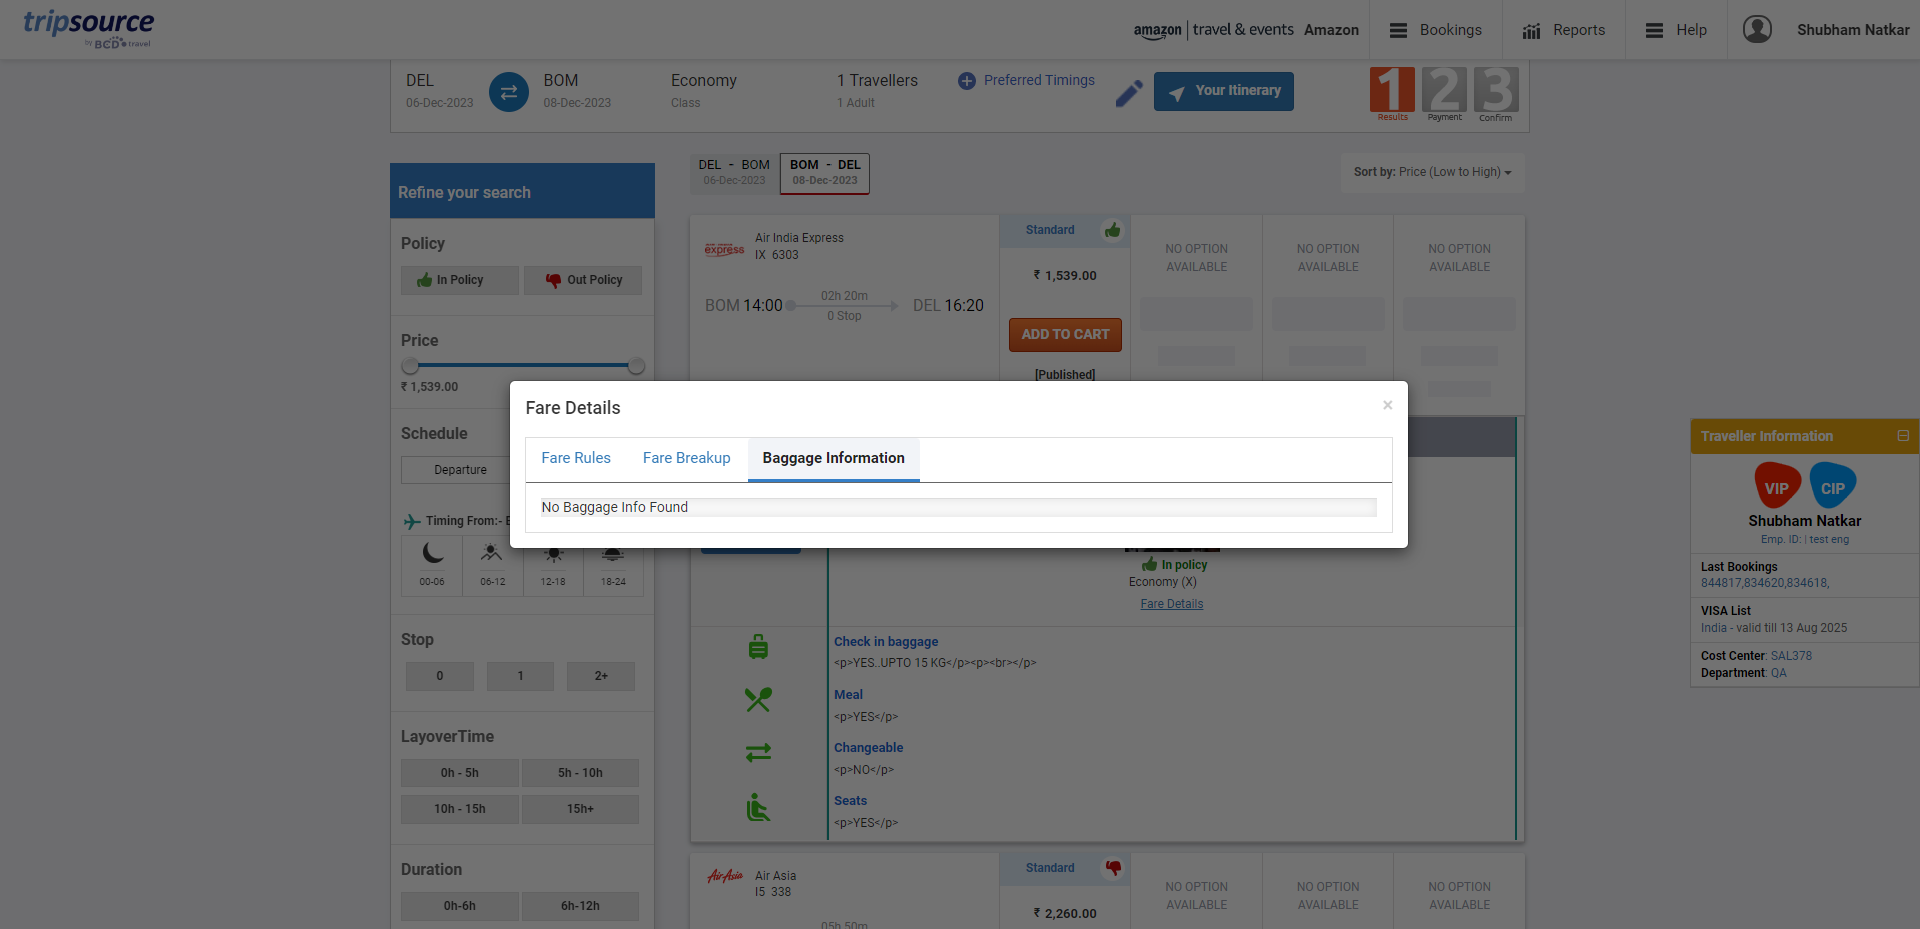 tripsource
by BCD travel
amazon | travel & events Amazon
Bookings
Reports
Help
Shubham Natkar
DEL
06-Dec-2023
BOM
08-Dec-2023
Economy
Class
1 Travellers
1 Adult
Preferred Timings
Your Itinerary
1 2 3
Results Payment Confirm
Refine your search
Policy
In Policy
Out Policy
Price
₹ 1,539.00
Schedule
Departure
Timing From:-
00-06
06-12
12-18
18-24
Stop
0
1
2+
LayoverTime
0h - 5h
5h - 10h
10h - 15h
15h+
Duration
0h-6h
6h-12h
DEL - BOM
06-Dec-2023
BOM - DEL
08-Dec-2023
Sort by: Price (Low to High)
express
Air India Express
IX 6303
BOM 14:00
02h 20m
0 Stop
DEL 16:20
Standard
₹ 1,539.00
ADD TO CART
[Published]
NO OPTION
AVAILABLE
NO OPTION
AVAILABLE
NO OPTION
AVAILABLE
Fare Details
×
Fare Rules
Fare Breakup
Baggage Information
No Baggage Info Found
In policy
Economy (X)
Fare Details
Check in baggage
<p>YES..UPTO 15 KG</p><p><br></p>
Meal
<p>YES</p>
Changeable
<p>NO</p>
Seats
<p>YES</p>
AirAsia
Air Asia
I5 338
05h 50m
Standard
₹ 2,260.00
NO OPTION
AVAILABLE
NO OPTION
AVAILABLE
NO OPTION
AVAILABLE
Traveller Information
VIP
CIP
Shubham Natkar
Emp. ID: | test eng
Last Bookings
844817,834620,834618,
VISA List
India - valid till 13 Aug 2025
Cost Center: SAL378
Department: QA